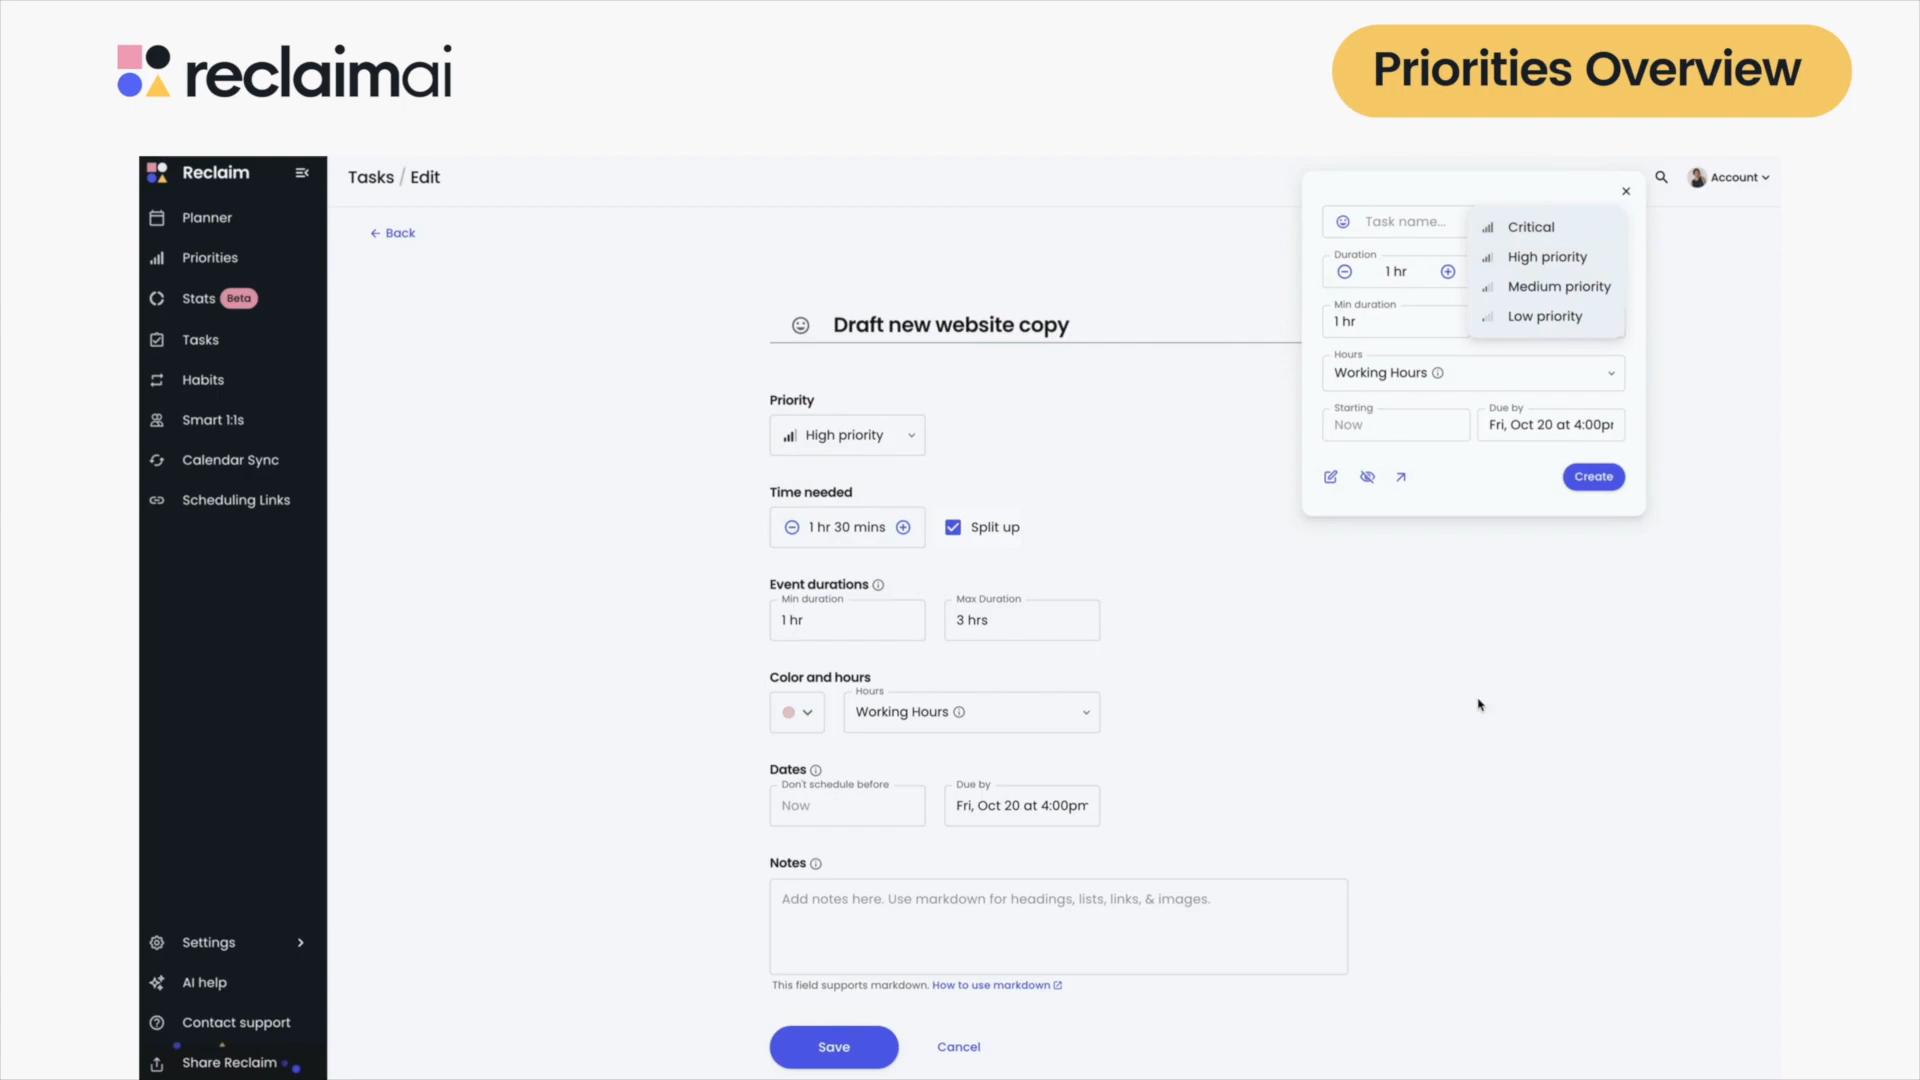 reclaimai
Priorities Overview
Reclaim
Planner
Priorities
Stats Beta
Tasks
Habits
Smart 1:1s
Calendar Sync
Scheduling Links
Settings
AI help
Contact support
Share Reclaim
Tasks / Edit
Account
← Back
Draft new website copy
Priority
High priority
Time needed
1 hr 30 mins
Split up
Event durations
Min duration
1 hr
Max Duration
3 hrs
Color and hours
Hours
Working Hours
Dates
Don't schedule before
Now
Due by
Fri, Oct 20 at 4:00pm
Notes
Add notes here. Use markdown for headings, lists, links, & images.
This field supports markdown. How to use markdown
Save
Cancel
Task name...
Critical
High priority
Medium priority
Low priority
Duration
1 hr
Min duration
1 hr
Hours
Working Hours
Starting
Now
Due by
Fri, Oct 20 at 4:00pr
Create